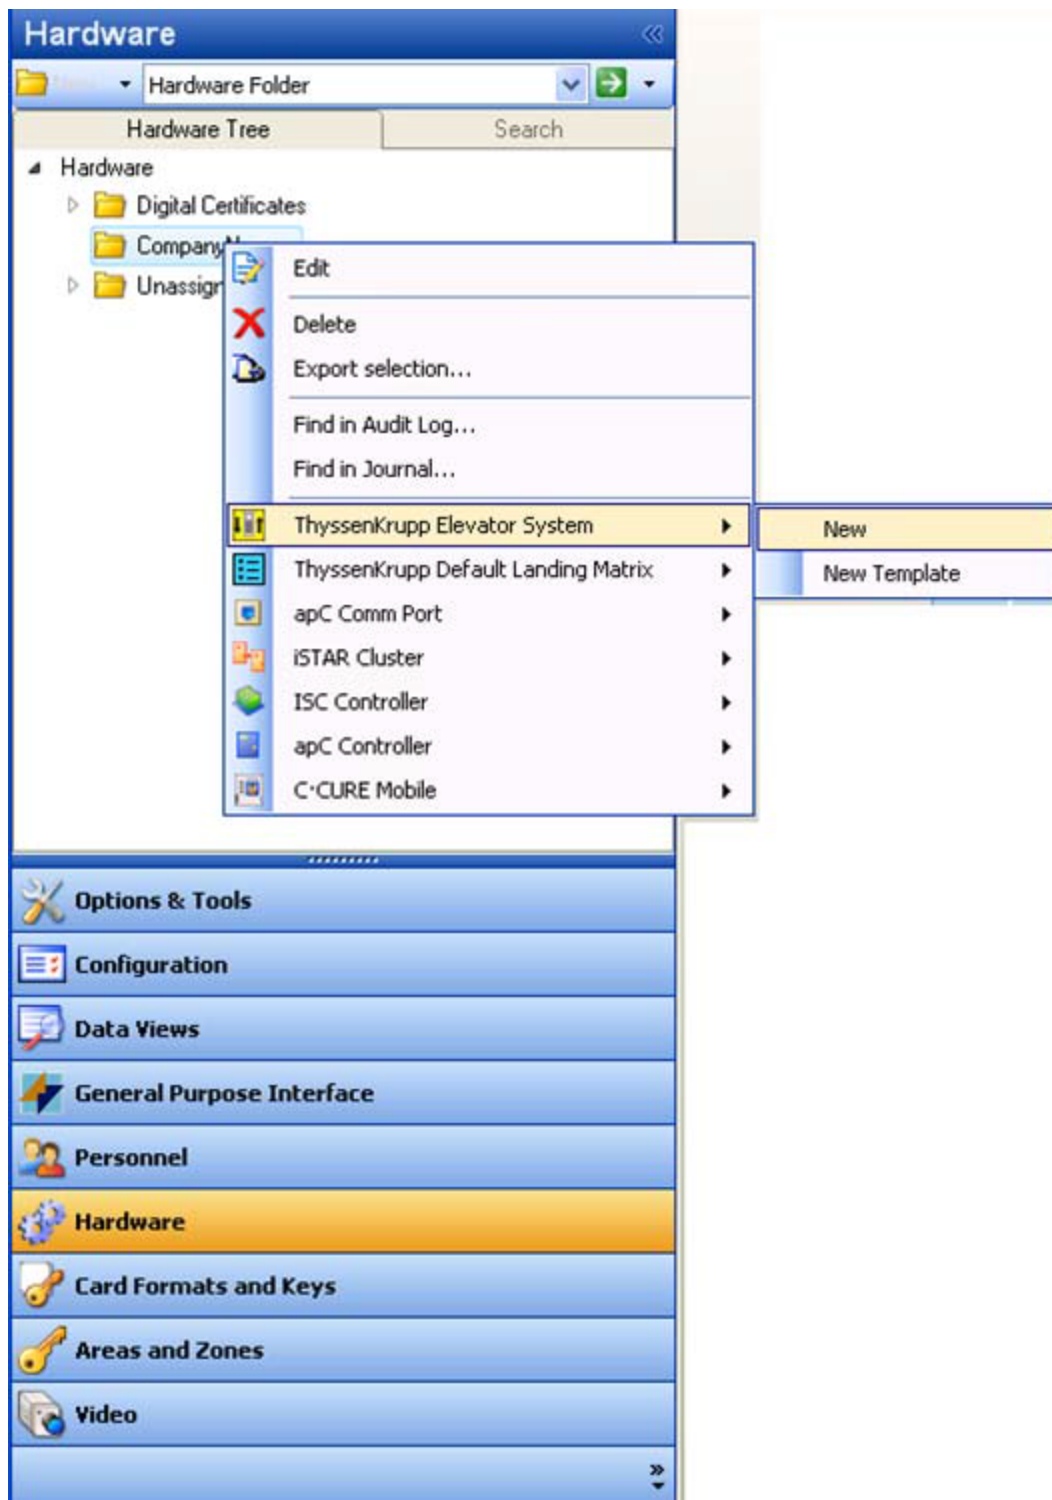 Hardware
Hardware Folder
Hardware Tree
Search
Hardware
Digital Certificates
Company
Unassign
Edit
Delete
Export selection...
Find in Audit Log...
Find in Journal...
ThyssenKrupp Elevator System
New
ThyssenKrupp Default Landing Matrix
New Template
apC Comm Port
iSTAR Cluster
ISC Controller
apC Controller
C•CURE Mobile
Options & Tools
Configuration
Data Views
General Purpose Interface
Personnel
Hardware
Card Formats and Keys
Areas and Zones
Video